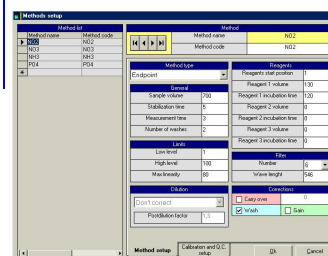 Methods setup
Method list
Method name Method code
NO2 NO2
NO3 NO3
NH3 NH3
PO4 PO4
Method
Method name NO2
Method code NO2
Method type
Endpoint
General
Sample volume 700
Stabilization time 5
Measurement time 3
Number of washes 2
Limits
Low level 1
High level 100
Max linearity 80
Dilution
Don't correct
Postdilution factor 1,5
Reagents
Reagents start position 1
Reagent 1 volume 130
Reagent 1 incubation time 120
Reagent 2 volume 0
Reagent 2 incubation time 0
Reagent 3 volume 0
Reagent 3 incubation time 0
Filter
Number 6
Wave lenght 546
Corrections
Carry over 0
Wash Gain
Method setup
Calibration and Q.C. setup
Ok Cancel